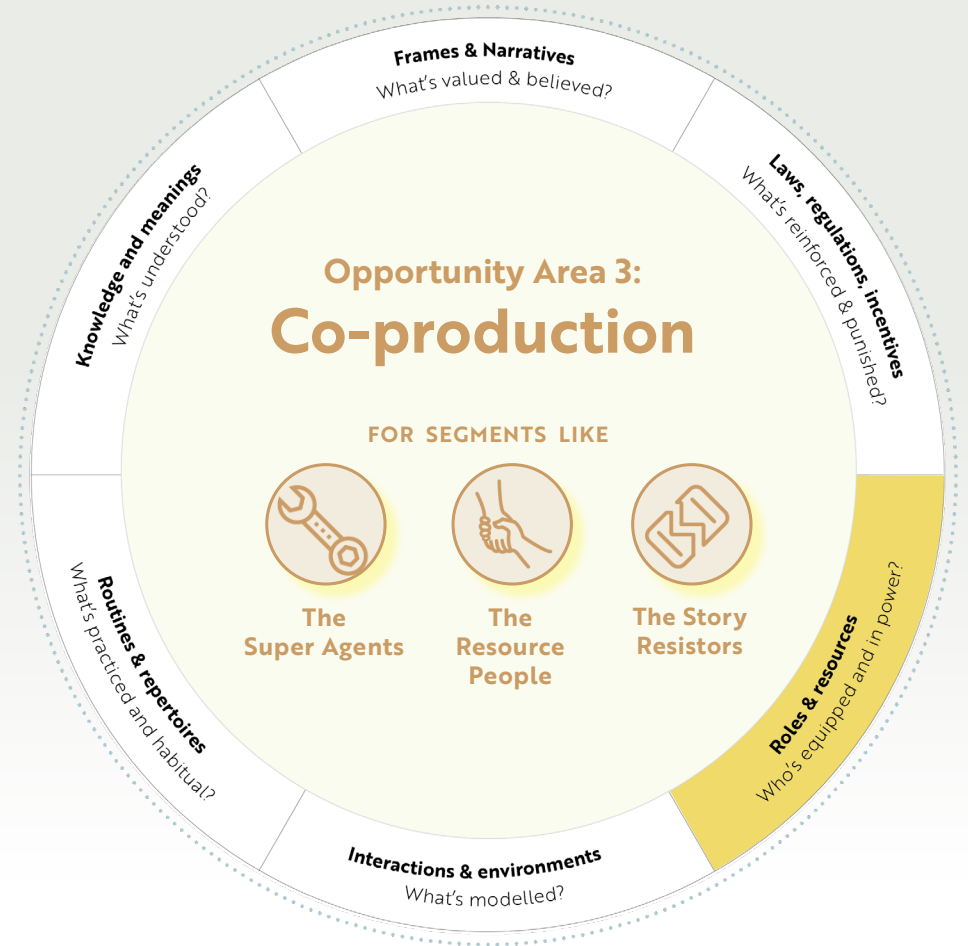 Frames & Narratives
What's valued & believed?
Laws, regulations, incentives
What's reinforced & punished?
Roles & resources
Who's equipped and in power?
Interactions & environments
What's modelled?
Routines & repertoires
What's practiced and habitual?
Knowledge and meanings
What's understood?
Opportunity Area 3:
Co-production
FOR SEGMENTS LIKE
The
Super Agents
The
Resource
People
The Story
Resistors